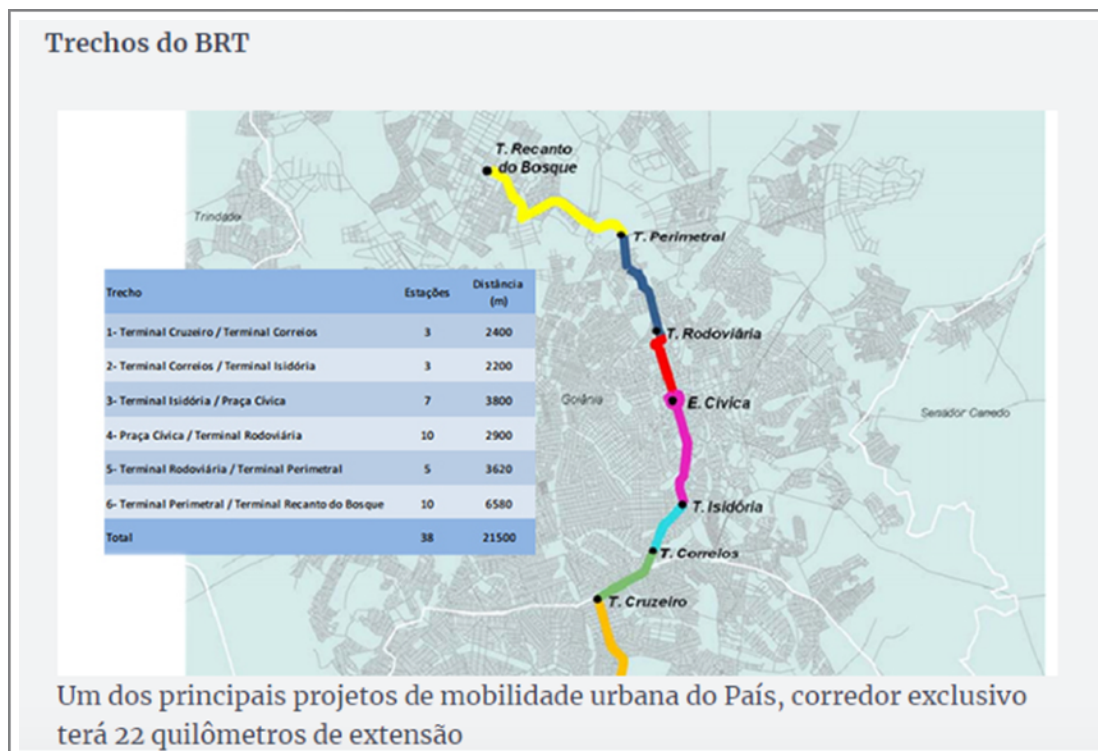 Trechos do BRT
T. Recanto
do Bosque
Trindade
T. Perimetral
Trecho Estações Distância
(m)
1- Terminal Cruzeiro / Terminal Correios 3 2400
2- Terminal Correios / Terminal Isidória 3 2200
3- Terminal Isidória / Praça Cívica 7 3800
4- Praça Cívica / Terminal Rodoviária 10 2900
5- Terminal Rodoviária / Terminal Perimetral 5 3620
6- Terminal Perimetral / Terminal Recanto do Bosque 10 6580
Total 38 21500
T. Rodoviária
Goiânia
E. Cívica
Senador Canedo
T. Isidória
T. Correios
T. Cruzeiro
Um dos principais projetos de mobilidade urbana do País, corredor exclusivo
terá 22 quilômetros de extensão